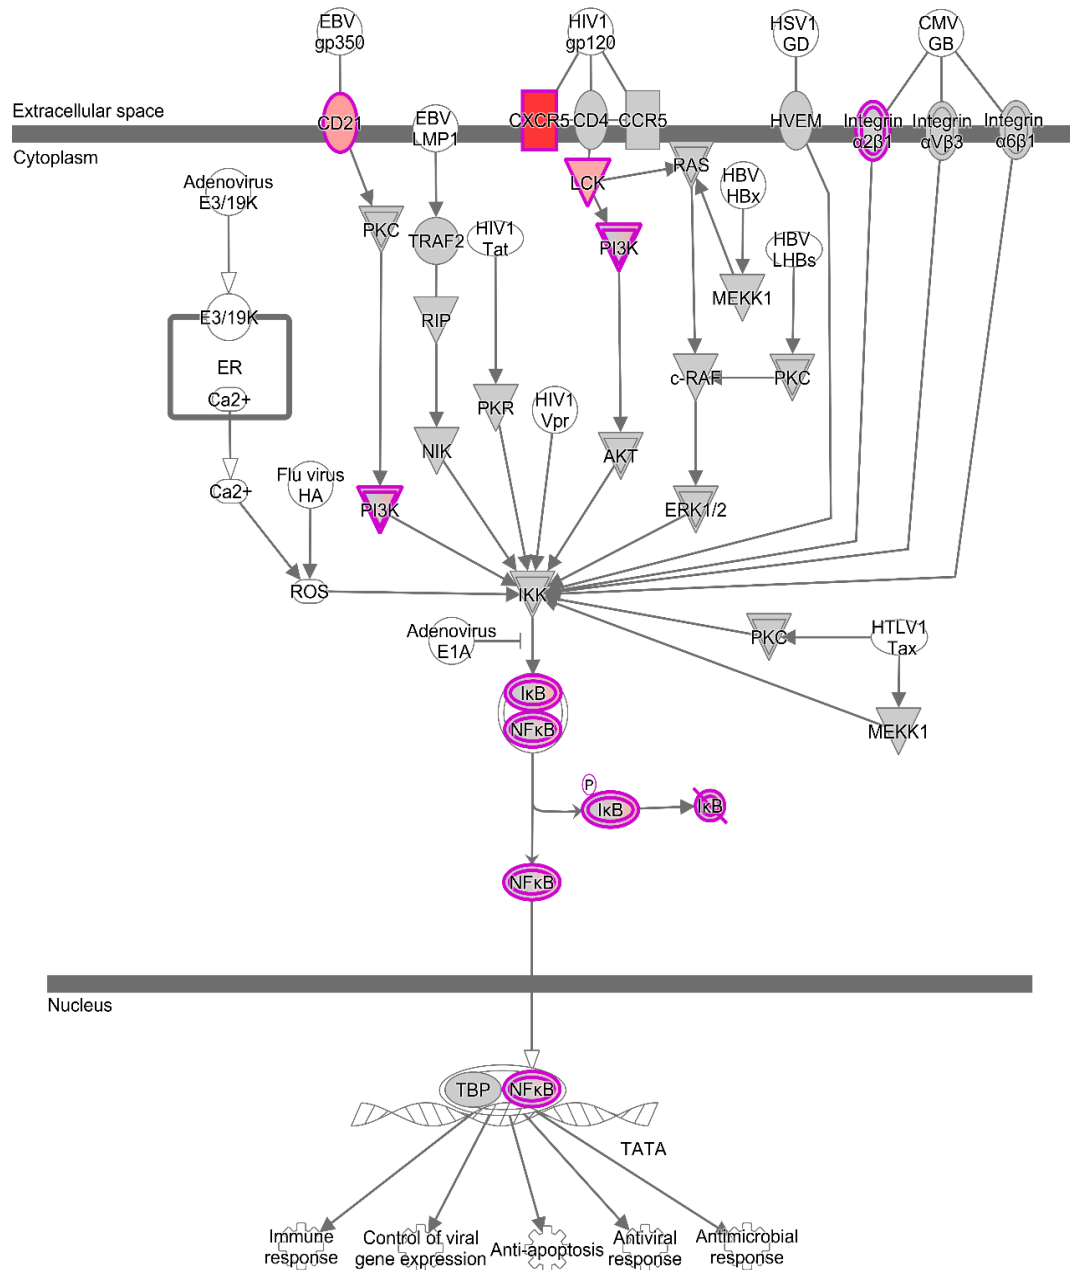 EBV
gp350
HIV1
gp120
HSV1
GD
CMV
GB
Extracellular space
CD21
EBV
LMP1
CXCR5
CD4
CCR5
HVEM
Integrin
α2β1
Integrin
αVβ3
Integrin
α6β1
Cytoplasm
Adenovirus
E3/19K
LCK
RAS
HBV
HBx
PKC
TRAF2
HIV1
Tat
PI3K
HBV
LHBs
MEKK1
E3/19K
RIP
ER
c-RAF
PKC
Ca2+
PKR
HIV1
Vpr
NIK
AKT
Ca2+
Flu virus
HA
PI3K
ERK1/2
ROS
IKK
Adenovirus
E1A
PKC
HTLV1
Tax
IκB
NFκB
MEKK1
P
IκB
IκB
NFκB
Nucleus
TBP
NFκB
TATA
Immune
response
Control of viral
gene expression
Anti-apoptosis
Antiviral
response
Antimicrobial
response